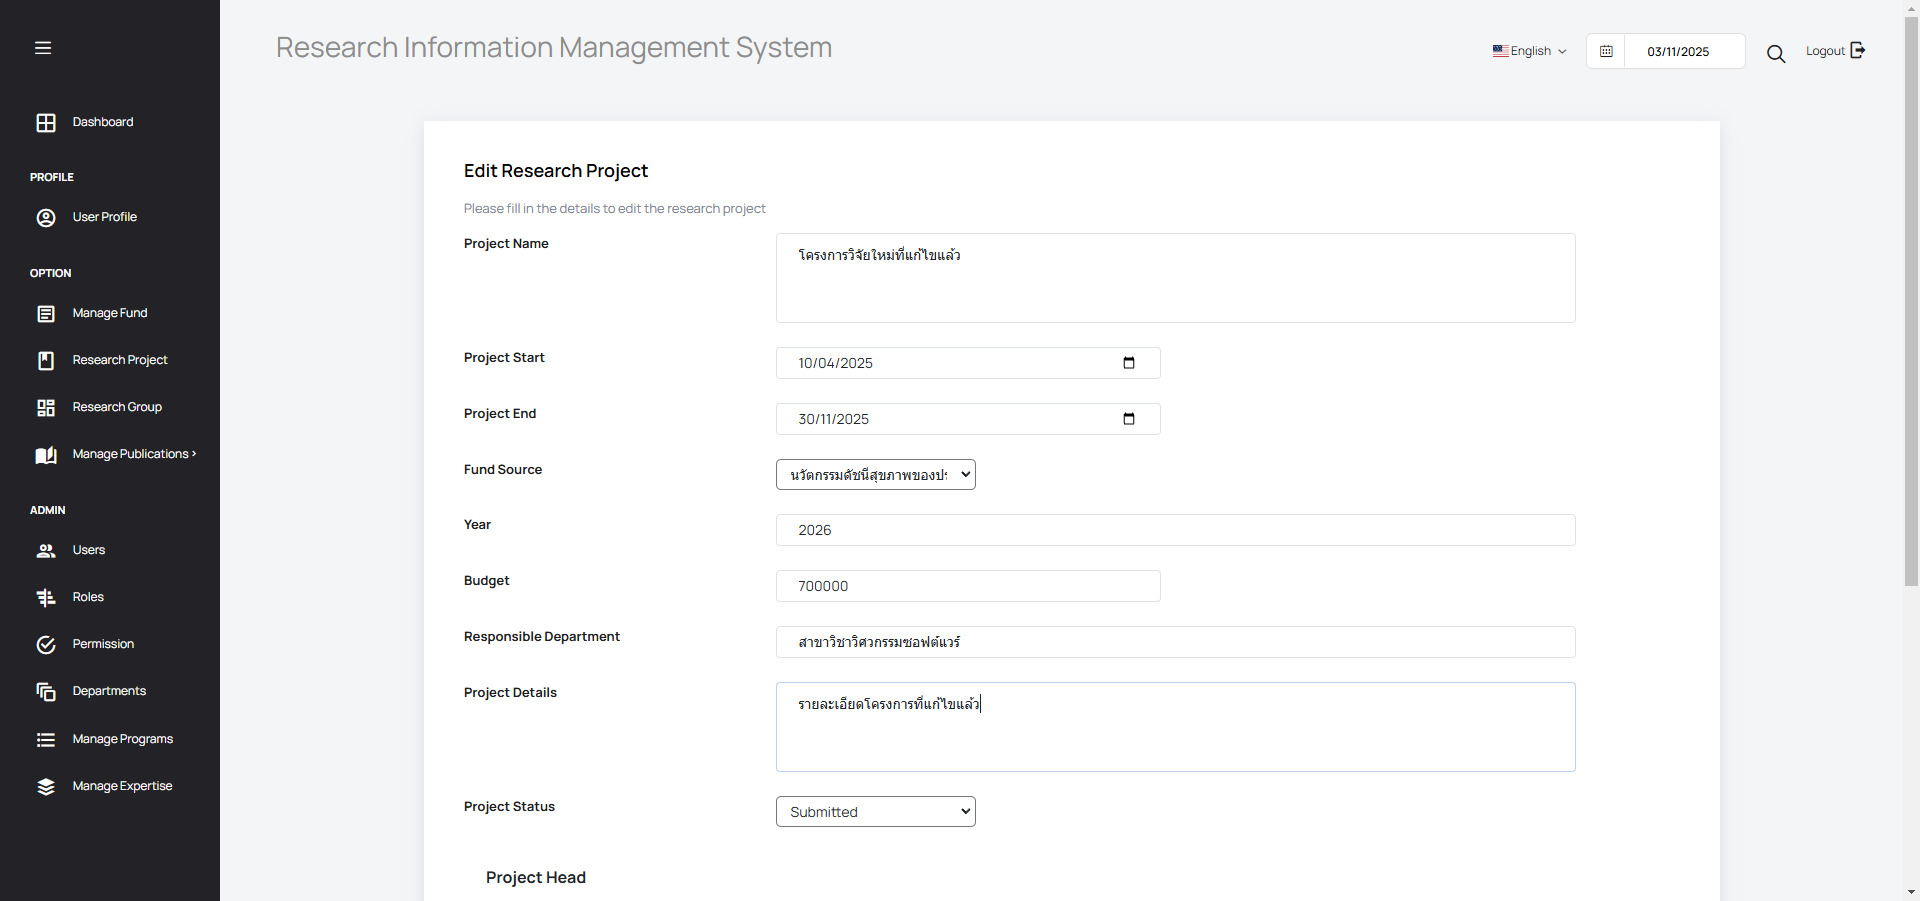 Research Information Management System
English
03/11/2025
Logout
Dashboard
PROFILE
User Profile
OPTION
Manage Fund
Research Project
Research Group
Manage Publications >
ADMIN
Users
Roles
Permission
Departments
Manage Programs
Manage Expertise
Edit Research Project
Please fill in the details to edit the research project
Project Name
โครงการวิจัยใหม่ที่แก้ไขแล้ว
Project Start
10/04/2025
Project End
30/11/2025
Fund Source
นวัตกรรมดัชนีสุขภาพของปร
Year
2026
Budget
700000
Responsible Department
สาขาวิชาวิศวกรรมซอฟต์แวร์
Project Details
รายละเอียดโครงการที่แก้ไขแล้ว
Project Status
Submitted
Project Head